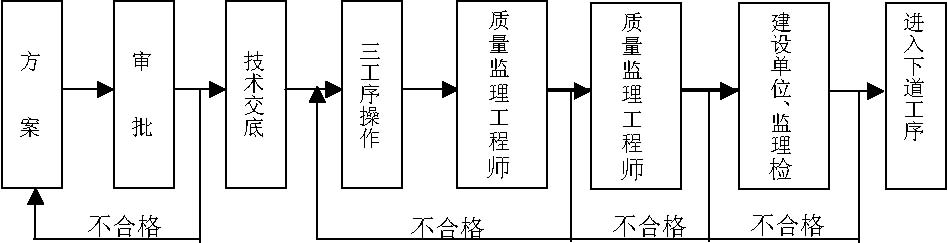 方案
审批
技术交底
三工序操作
质量监理工程师
质量监理工程师
建设单位、监理检
进入下道工序
不合格
不合格
不合格
不合格